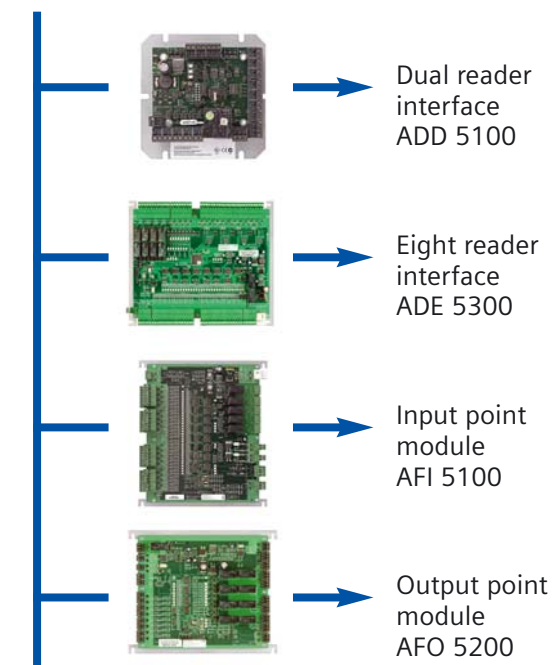 Dual reader
interface
ADD 5100
Eight reader
interface
ADE 5300
Input point
module
AFI 5100
Output point
module
AFO 5200